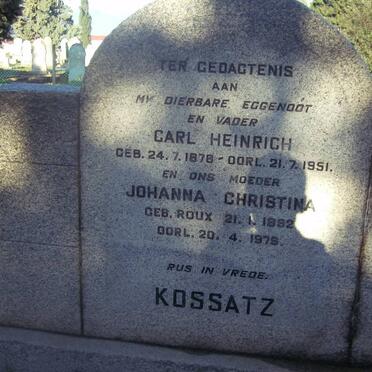 TER GEDAGTENIS
AAN
MY DIERBARE EGGENOOT
EN VADER
CARL HEINRICH
GEB. 24.7.1878 - OORL. 21.7.1951.
EN ONS MOEDER
JOHANNA CHRISTINA
GEB. ROUX 21.1.1882
OORL. 20.4.1976.
RUS IN VREDE.
KOSSATZ